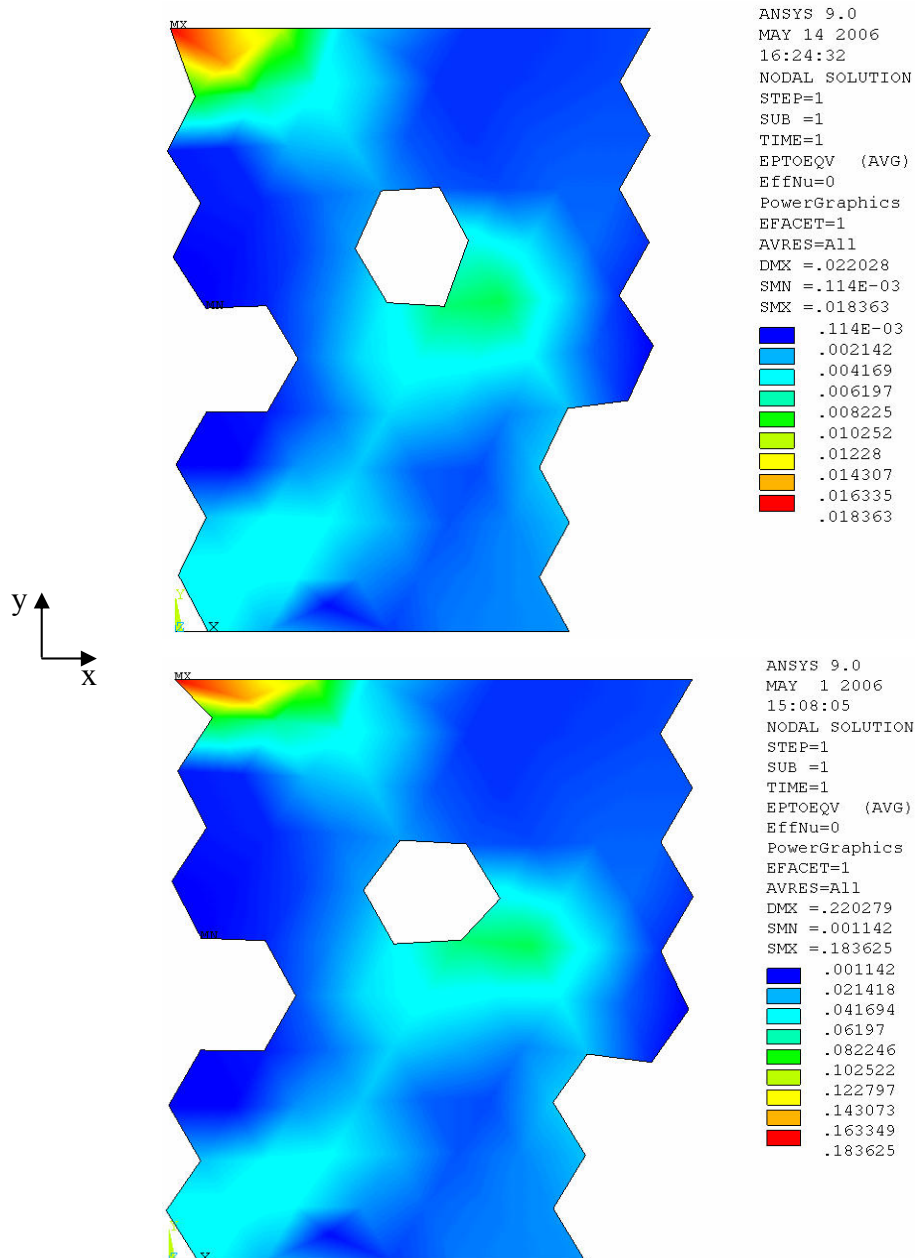 MX
ANSYS 9.0
MAY 14 2006
16:24:32
NODAL SOLUTION
STEP=1
SUB =1
TIME=1
EPTOEQV (AVG)
EffNu=0
PowerGraphics
EFACET=1
AVRES=All
DMX =.022028
SMN =.114E-03
SMX =.018363
.114E-03
.002142
.004169
.006197
.008225
.010252
.01228
.014307
.016335
.018363
MN
Y
Z X
y
x
MX
ANSYS 9.0
MAY 1 2006
15:08:05
NODAL SOLUTION
STEP=1
SUB =1
TIME=1
EPTOEQV (AVG)
EffNu=0
PowerGraphics
EFACET=1
AVRES=All
DMX =.220279
SMN =.001142
SMX =.183625
.001142
.021418
.041694
.06197
.082246
.102522
.122797
.143073
.163349
.183625
MN
Y
Z X